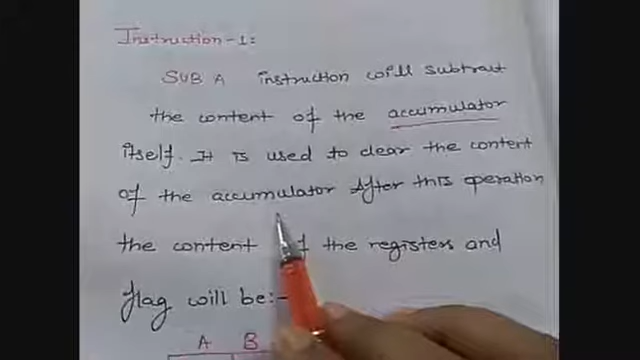 Instruction-1:
SUB A instruction will subtract
the content of the accumulator
itself. It is used to clear the content
of the accumulator After this operation
the content of the registers and
flag will be:-
A B